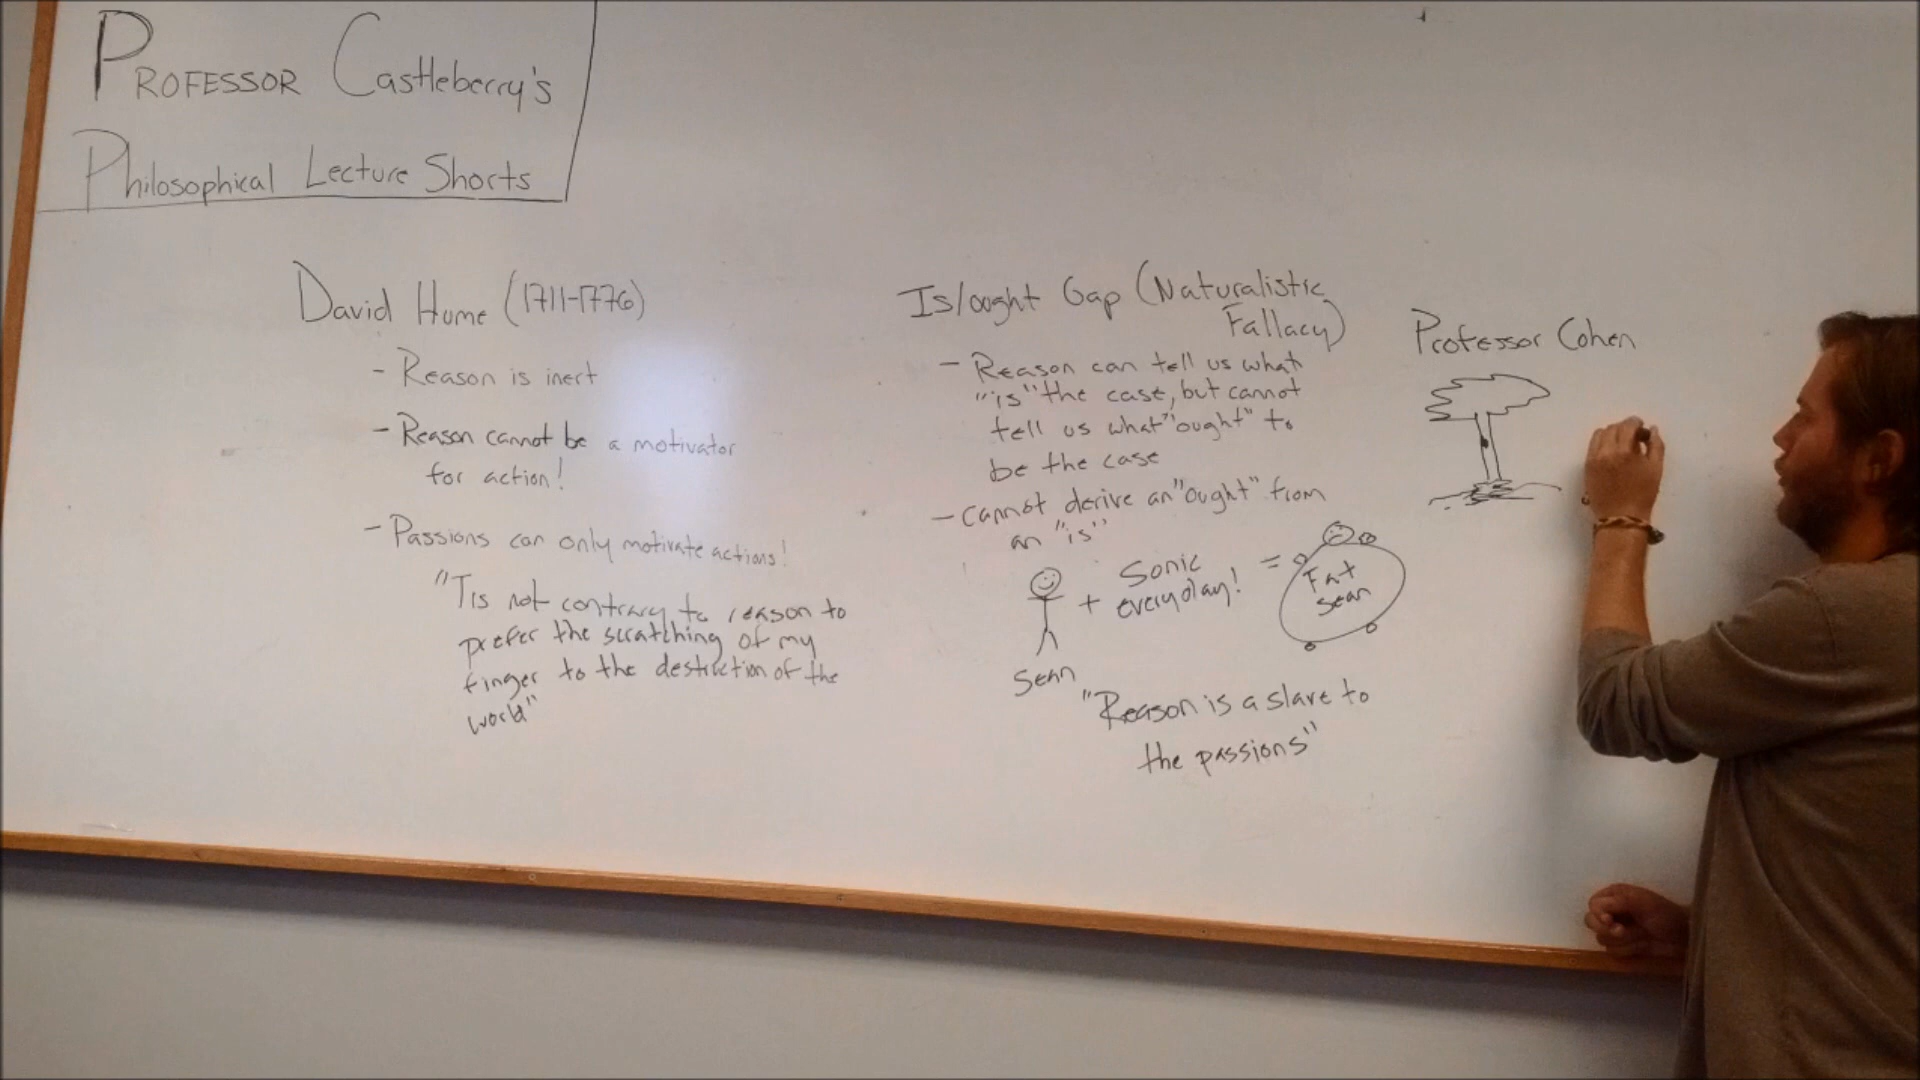 PROFESSOR Castleberry's
Philosophical Lecture Shorts
David Hume (1711-1776)
- Reason is inert
- Reason cannot be a motivator
for action!
- Passions can only motivate actions!
"Tis not contrary to reason to
prefer the scratching of my
finger to the destruction of the
world"
Is/ought Gap (Naturalistic
Fallacy)
- Reason can tell us what
"is" the case, but cannot
tell us what "ought" to
be the case
- Cannot derive an "ought" from
an "is"
+ Sonic
everyday!
=
Fat
Sean
Sean
"Reason is a slave to
the passions"
Professor Cohen